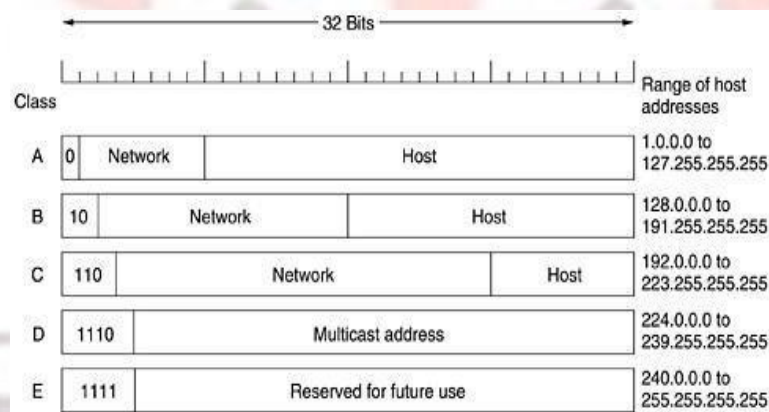 32 Bits
Class
Range of host
addresses
A
0
Network
Host
1.0.0.0 to
127.255.255.255
B
10
Network
Host
128.0.0.0 to
191.255.255.255
C
110
Network
Host
192.0.0.0 to
223.255.255.255
D
1110
Multicast address
224.0.0.0 to
239.255.255.255
E
1111
Reserved for future use
240.0.0.0 to
255.255.255.255